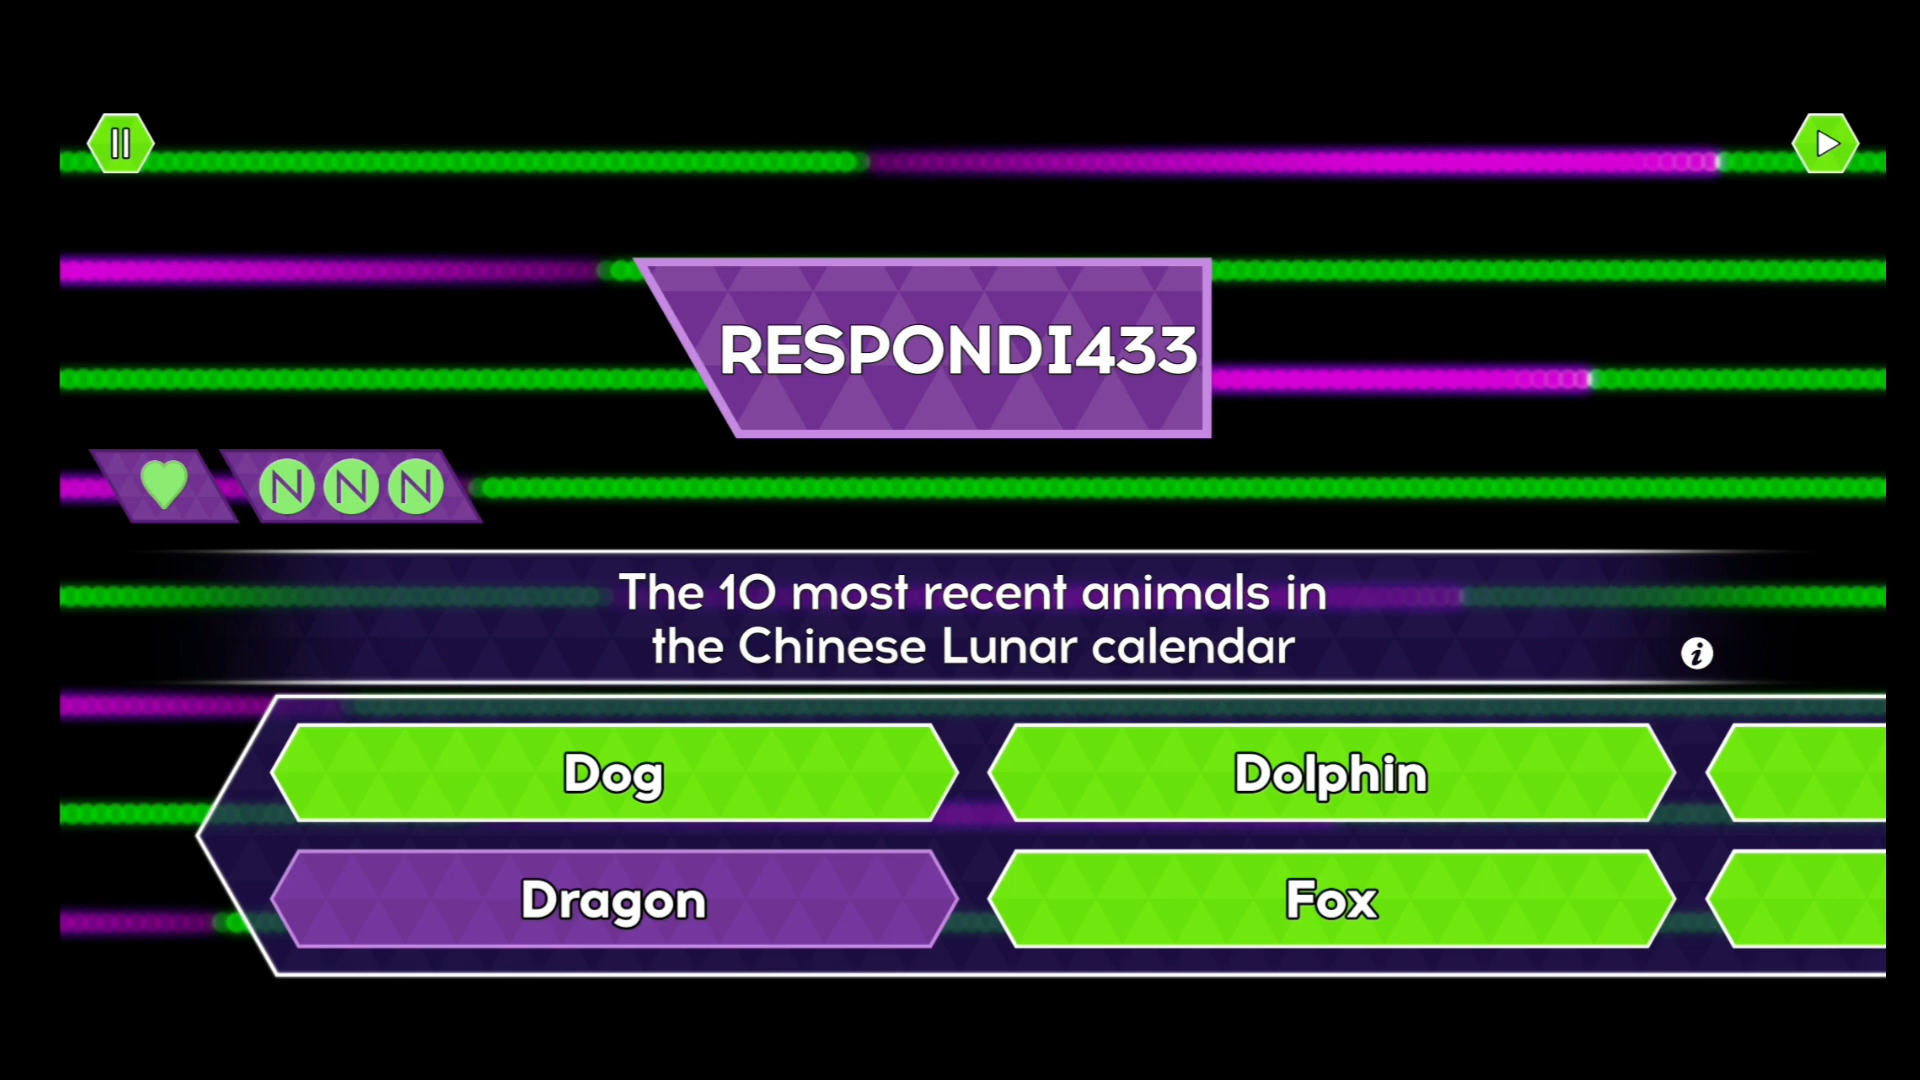 RESPONDI433
N N N
The 10 most recent animals in
the Chinese Lunar calendar
i
Dog
Dolphin
Dragon
Fox